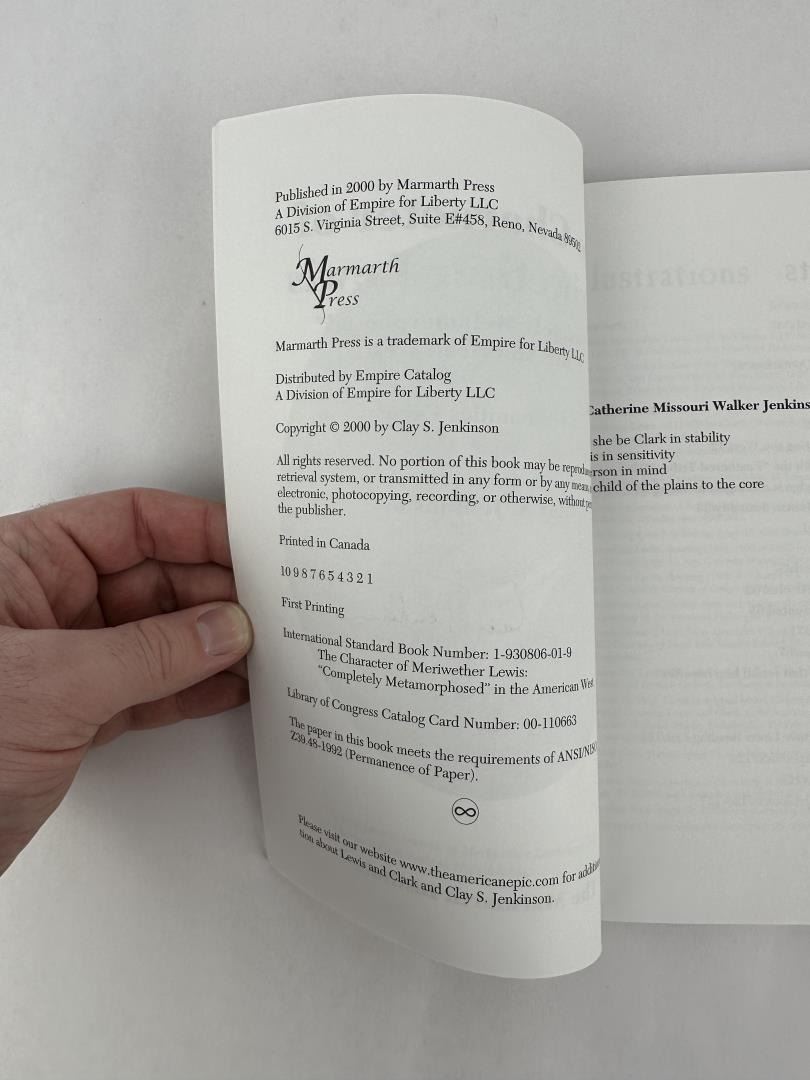 Published in 2000 by Marmarth Press
A Division of Empire for Liberty LLC
6015 S. Virginia Street, Suite E#458, Reno, Nevada 89502
Marmarth
Press
Marmarth Press is a trademark of Empire for Liberty LLC
Distributed by Empire Catalog
A Division of Empire for Liberty LLC
Copyright © 2000 by Clay S. Jenkinson
All rights reserved. No portion of this book may be
retrieval system, or transmitted in any form or by any
electronic, photocopying, recording, or otherwise, without
the publisher.
Printed in Canada
10 9 8 7 6 5 4 3 2 1
First Printing
International Standard Book Number: 1-930806-01-9
The Character of Meriwether Lewis:
"Completely Metamorphosed" in the American West
Library of Congress Catalog Card Number: 00-110663
The paper in this book meets the requirements of ANSI/NISO
Z39.48-1992 (Permanence of Paper).
Please visit our website www.theamericanepic.com for
tion about Lewis and Clark and Clay S. Jenkinson.
Catherine Missouri Walker Jenkins
she be Clark in stability
is in sensitivity
erson in mind
child of the plains to the core